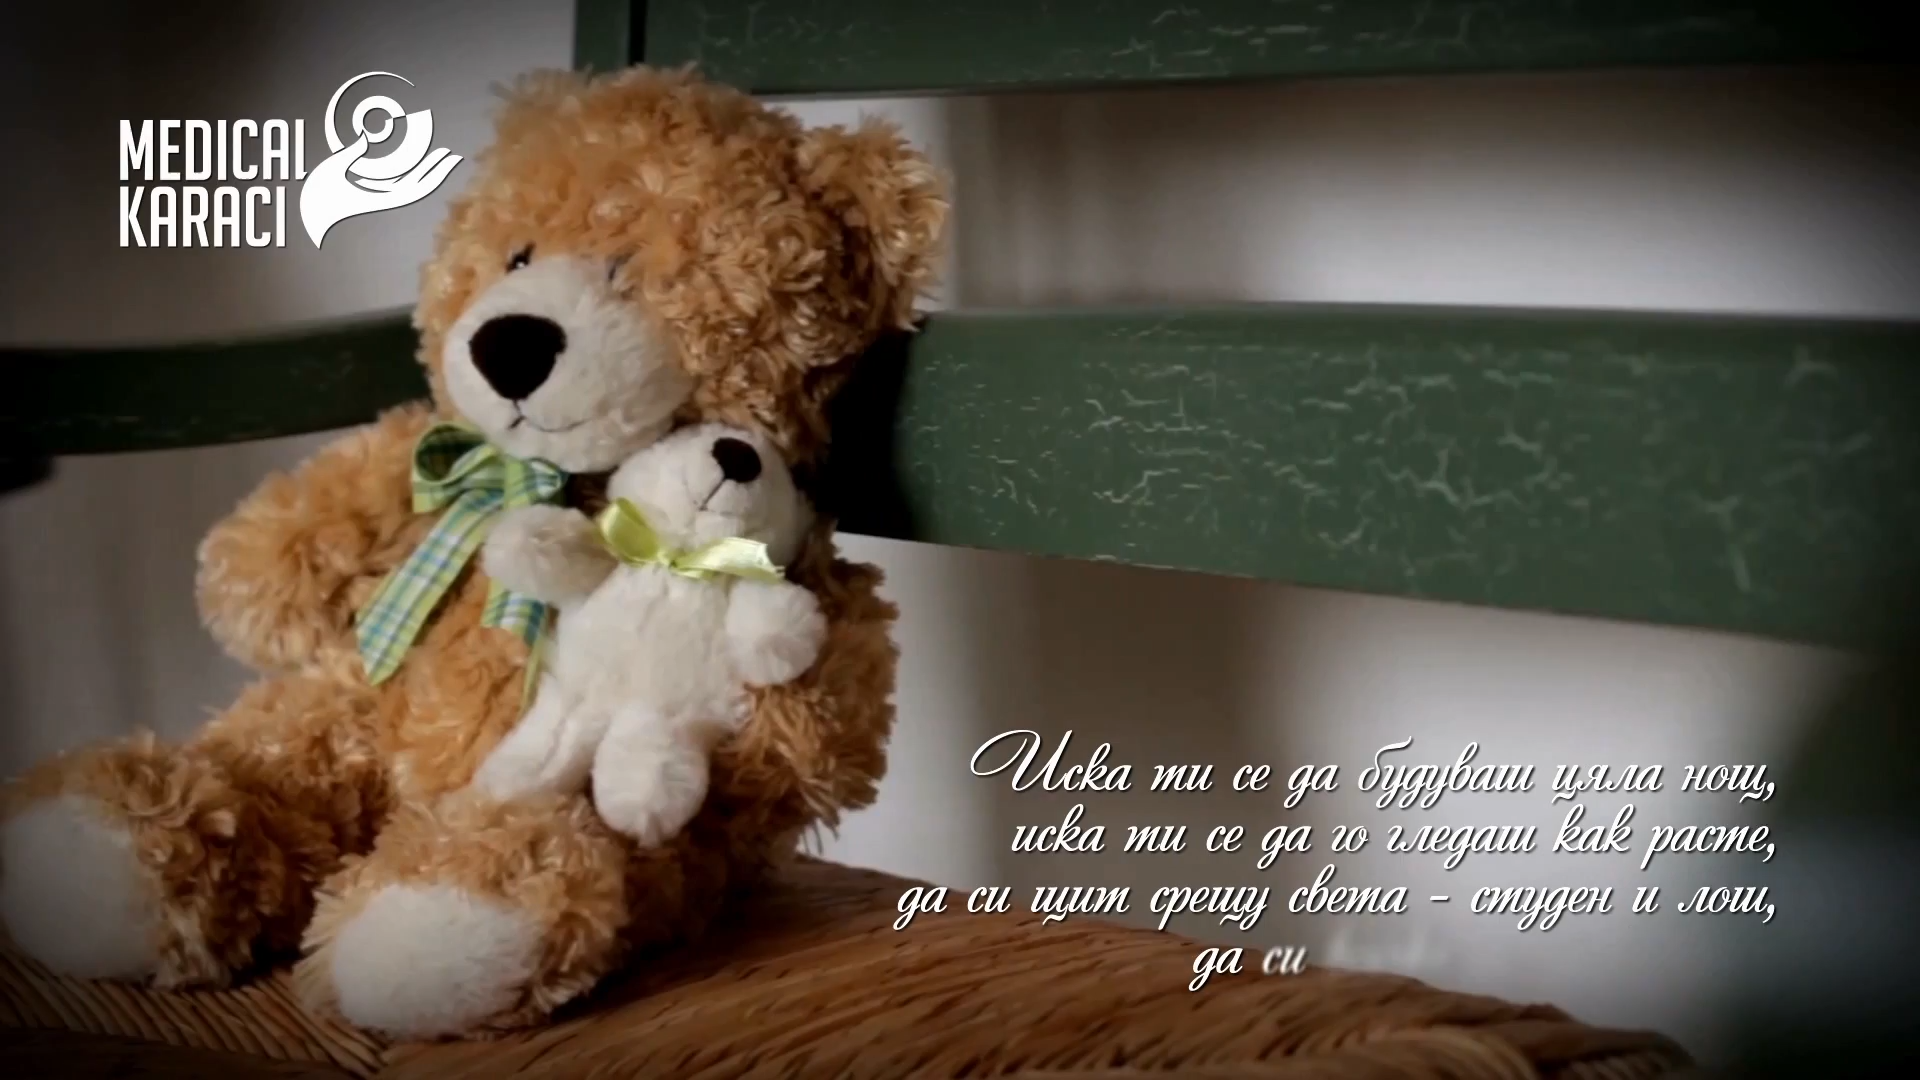 MEDICAL
KARACI
Иска ти се да будуваш цяла нощ,
иска ти се да го гледаш как расте,
да си щит срещу света - студен и лош,
да си